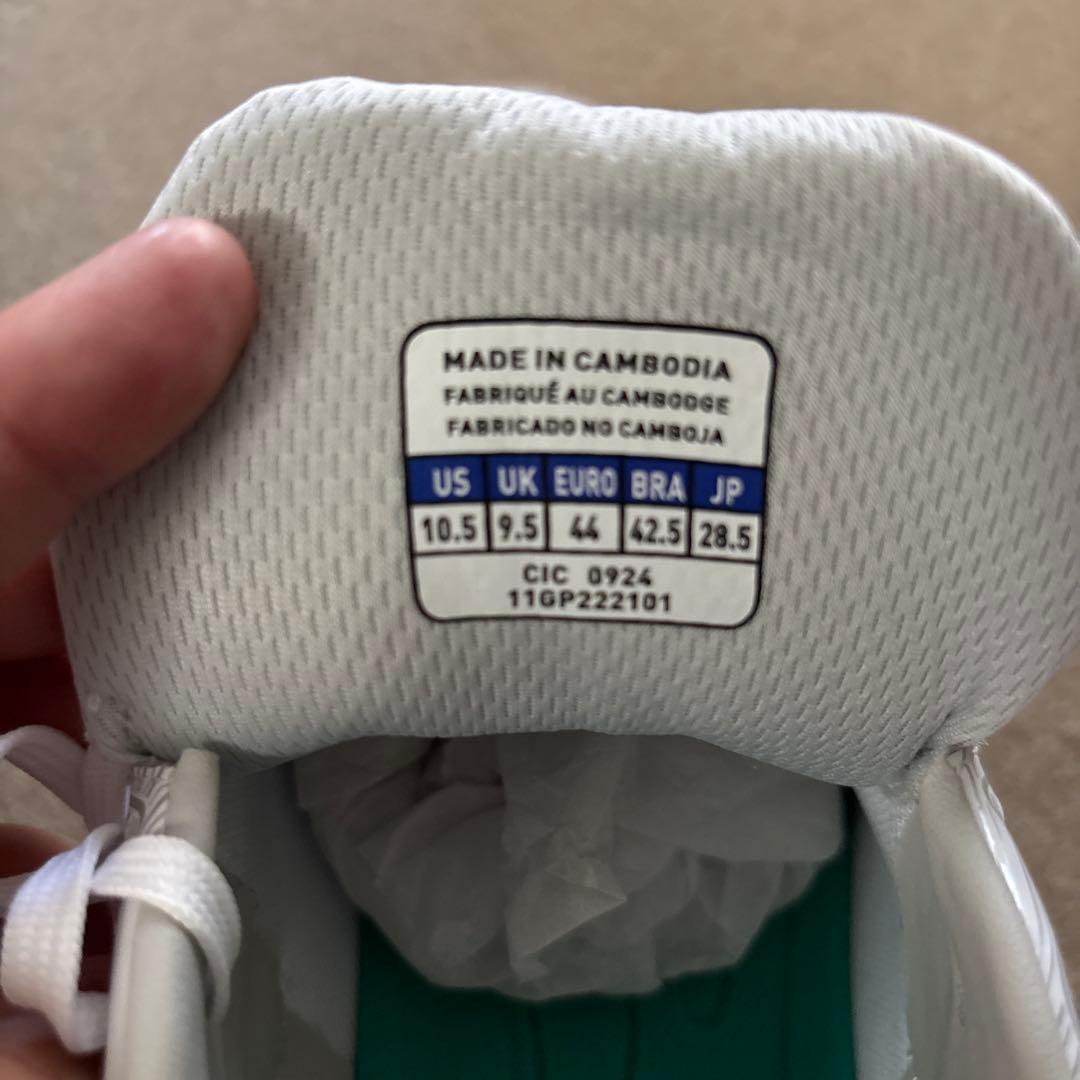 MADE IN CAMBODIA
FABRIQUÉ AU CAMBODGE
FABRICADO NO CAMBOJA
US UK EURO BRA JP
10.5 9.5 44 42.5 28.5
CIC 0924
11GP222101